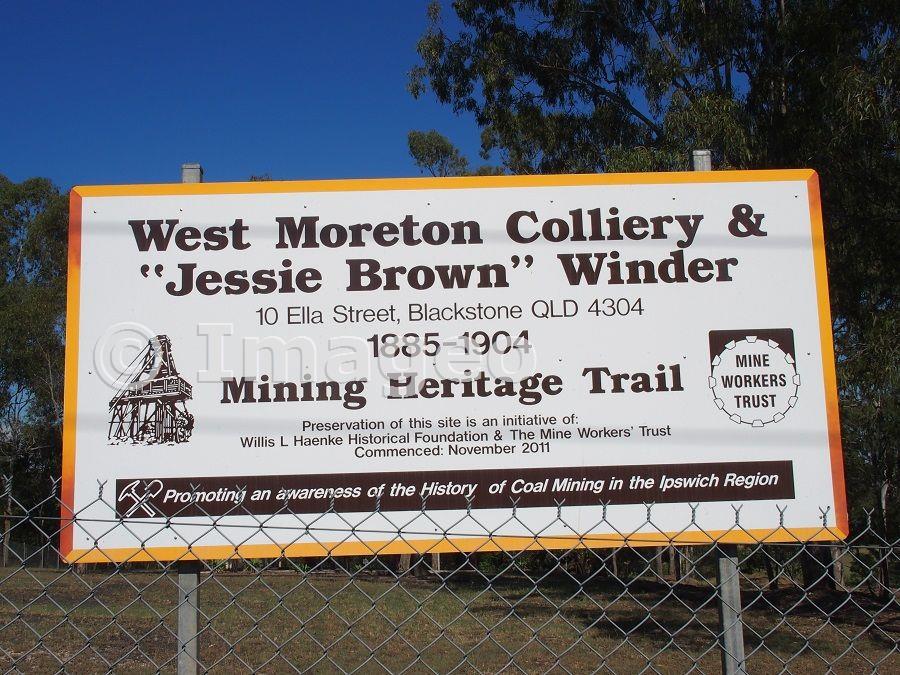 West Moreton Colliery &
"Jessie Brown" Winder
10 Ella Street, Blackstone QLD 4304
1885-1904
Mining Heritage Trail
Preservation of this site is an initiative of:
Willis L Haenke Historical Foundation & The Mine Workers' Trust
Commenced: November 2011
MINE
WORKERS
TRUST
Promoting an awareness of the History of Coal Mining in the Ipswich Region
© Imageo